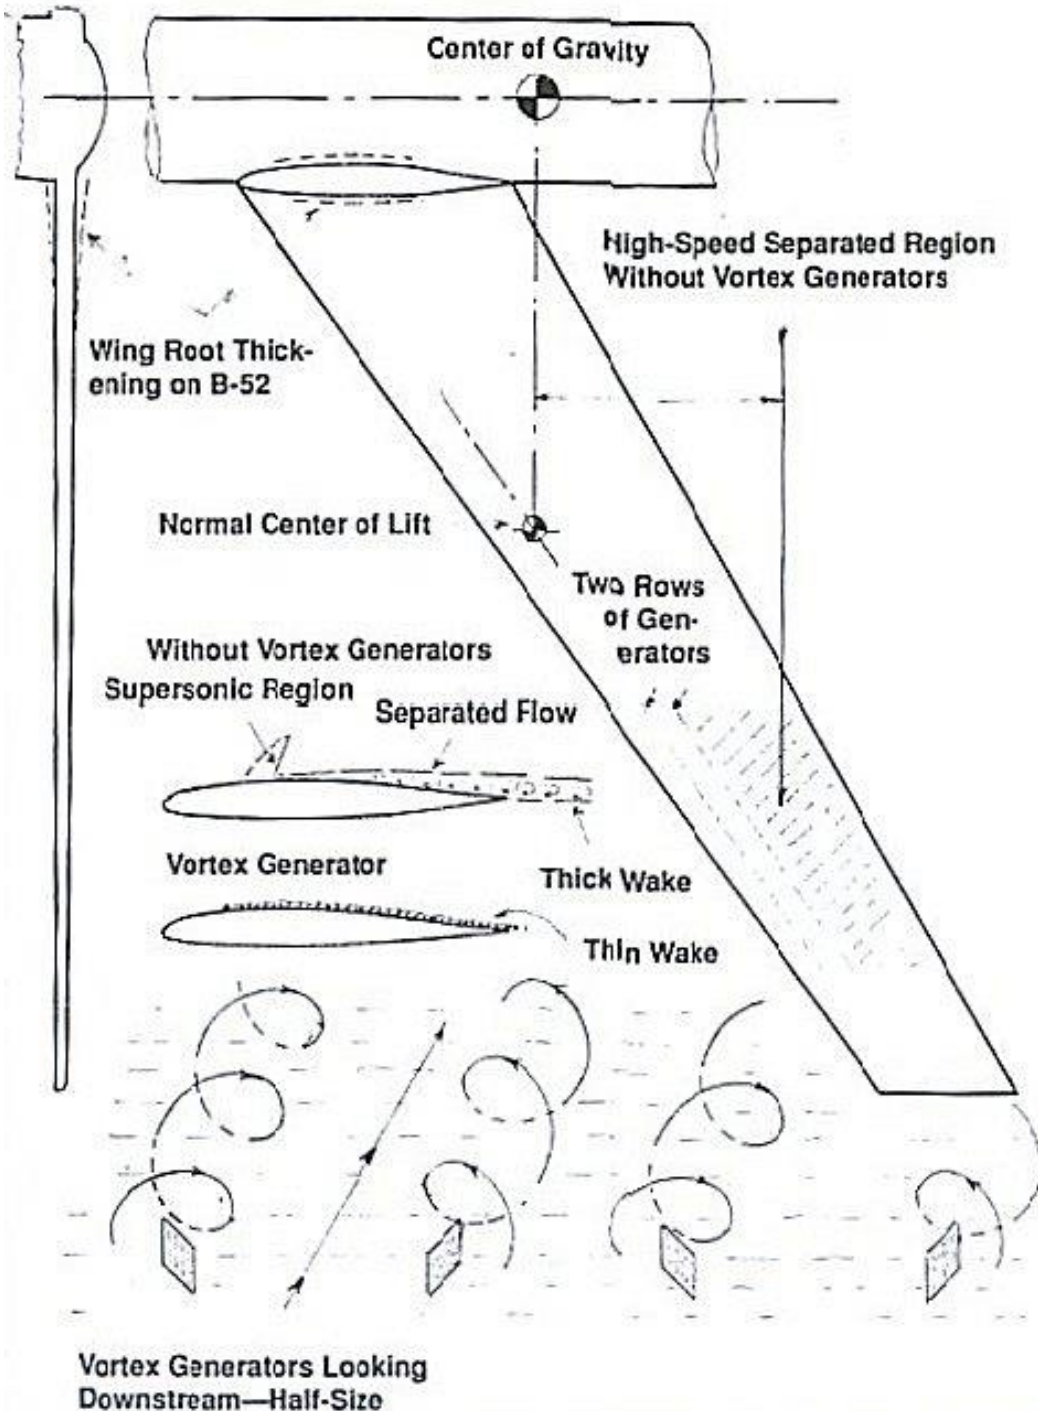 Center of Gravity
High-Speed Separated Region
Without Vortex Generators
Wing Root Thick-
ening on B-52
Normal Center of Lift
Two Rows
of Gen-
erators
Without Vortex Generators
Supersonic Region
Separated Flow
Vortex Generator
Thick Wake
Thin Wake
Vortex Generators Looking
Downstream—Half-Size